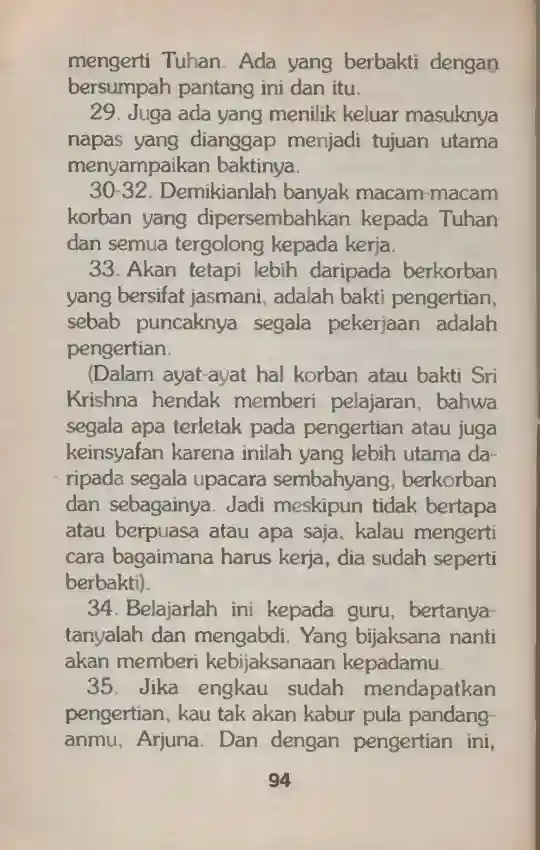 mengerti Tuhan. Ada yang berbakti dengan
bersumpah pantang ini dan itu.
29. Juga ada yang menilik keluar masuknya
napas yang dianggap menjadi tujuan utama
menyampaikan baktinya.
30-32. Demikianlah banyak macam-macam
korban yang dipersembahkan kepada Tuhan
dan semua tergolong kepada kerja.
33. Akan tetapi lebih daripada berkorban
yang bersifat jasmani, adalah bakti pengertian,
sebab puncaknya segala pekerjaan adalah
pengertian.
(Dalam ayat-ayat hal korban atau bakti Sri
Krishna hendak memberi pelajaran, bahwa
segala apa terletak pada pengertian atau juga
keinsyafan karena inilah yang lebih utama da-
ripada segala upacara sembahyang, berkorban
dan sebagainya. Jadi meskipun tidak bertapa
atau berpuasa atau apa saja, kalau mengerti
cara bagaimana harus kerja, dia sudah seperti
berbakti).
34. Belajarlah ini kepada guru, bertanya-
tanyalah dan mengabdi. Yang bijaksana nanti
akan memberi kebijaksanaan kepadamu.
35. Jika engkau sudah mendapatkan
pengertian, kau tak akan kabur pula pandang-
anmu, Arjuna. Dan dengan pengertian ini,
94